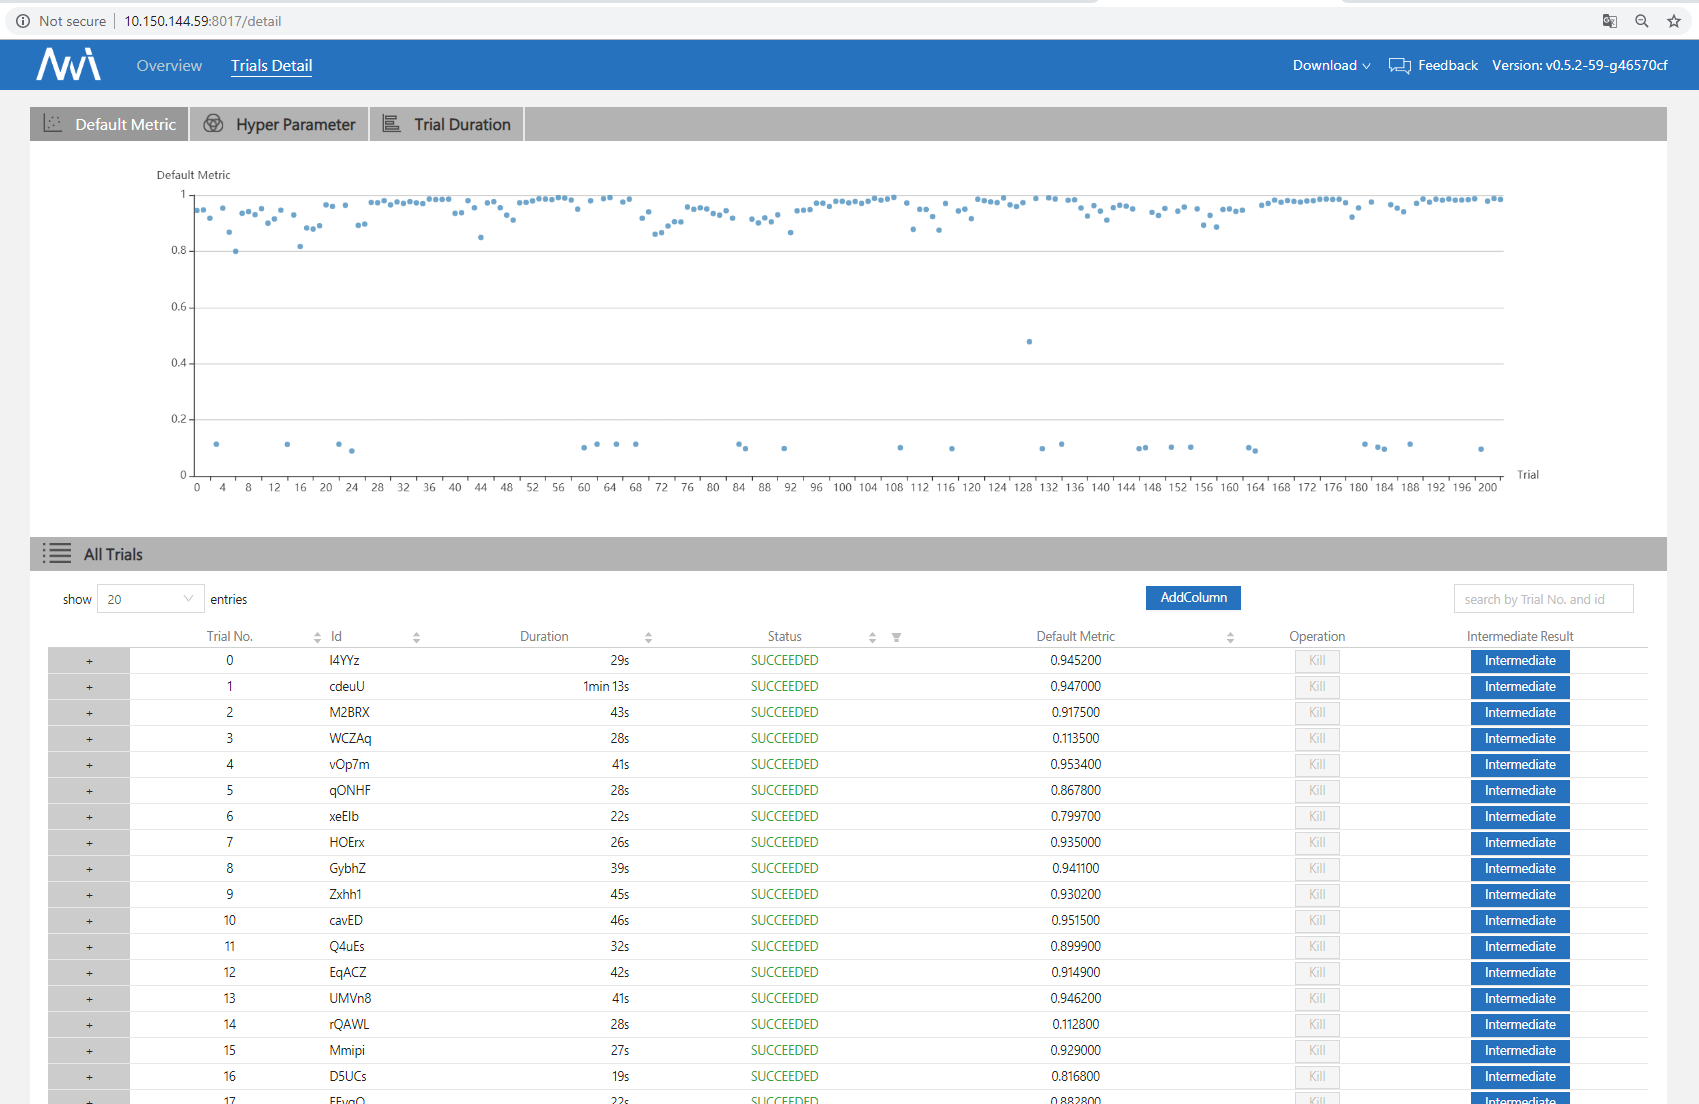 Not secure | 10.150.144.59:8017/detail
Overview Trials Detail Download Feedback Version: v0.5.2-59-g46570cf
Default Metric Hyper Parameter Trial Duration
Default Metric
1
0.8
0.6
0.4
0.2
0
Trial
0 4 8 12 16 20 24 28 32 36 40 44 48 52 56 60 64 68 72 76 80 84 88 92 96 100 104 108 112 116 120 124 128 132 136 140 144 148 152 156 160 164 168 172 176 180 184 188 192 196 200
All Trials
show 20 entries AddColumn search by Trial No. and id
Trial No. Id Duration Status Default Metric Operation Intermediate Result
+ 0 I4YYz 29s SUCCEEDED 0.945200 Kill Intermediate
+ 1 cdeuU 1min 13s SUCCEEDED 0.947000 Kill Intermediate
+ 2 M2BRX 43s SUCCEEDED 0.917500 Kill Intermediate
+ 3 WCZAq 28s SUCCEEDED 0.113500 Kill Intermediate
+ 4 vOp7m 41s SUCCEEDED 0.953400 Kill Intermediate
+ 5 qONHF 28s SUCCEEDED 0.867800 Kill Intermediate
+ 6 xeEIb 22s SUCCEEDED 0.799700 Kill Intermediate
+ 7 HOErx 26s SUCCEEDED 0.935000 Kill Intermediate
+ 8 GybhZ 39s SUCCEEDED 0.941100 Kill Intermediate
+ 9 Zxhh1 45s SUCCEEDED 0.930200 Kill Intermediate
+ 10 cavED 46s SUCCEEDED 0.951500 Kill Intermediate
+ 11 Q4uEs 32s SUCCEEDED 0.899900 Kill Intermediate
+ 12 EqACZ 42s SUCCEEDED 0.914900 Kill Intermediate
+ 13 UMVn8 41s SUCCEEDED 0.946200 Kill Intermediate
+ 14 rQAWL 28s SUCCEEDED 0.112800 Kill Intermediate
+ 15 Mmipi 27s SUCCEEDED 0.929000 Kill Intermediate
+ 16 D5UCs 19s SUCCEEDED 0.816800 Kill Intermediate
+ 17 22s SUCCEEDED 0.882800 Kill Intermediate